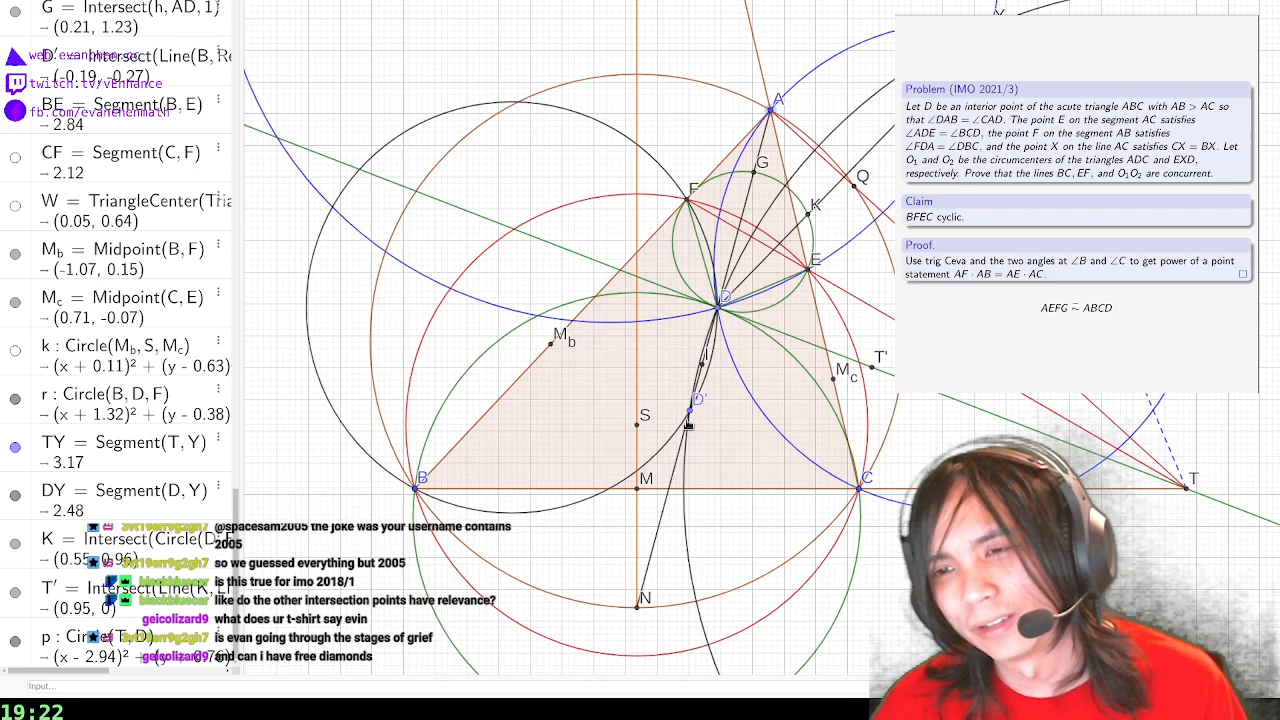 G = Intersect(h, AD, 1)
→ (0.21, 1.23)
D' = Intersect(Line(B, Re
→ (-0.19, -0.27)
web.evanchen.cc
twitch.tv/vEnhance
fb.com/evanchenmath
BE = Segment(B, E)
→ 2.84
CF = Segment(C, F)
→ 2.12
W = TriangleCenter(Tria
→ (0.05, 0.64)
M_b = Midpoint(B, F)
→ (-1.07, 0.15)
M_c = Midpoint(C, E)
→ (0.71, -0.07)
k : Circle(M_b, S, M_c)
→ (x + 0.11)² + (y - 0.63)
r : Circle(B, D, F)
→ (x + 1.32)² + (y - 0.38)
TY = Segment(T, Y)
→ 3.17
DY = Segment(D, Y)
→ 2.48
K = Intersect(Circle(D,
→ (0.55, 0.96)
T' = Intersect(Line(K,
→ (0.95, 0)
p : Circle(T, D)
→ (x - 2.94)² +
Input...
19:22
@spacesam2005 the joke was your username contains
2005
so we guessed everything but 2005
is this true for imo 2018/1
like do the other intersection points have relevance?
geicolizard9 what does ur t-shirt say evin
is evan going through the stages of grief
geicolizard9 and can i have free diamonds
A
G
Q
F
K
E
D
M_b
I
T'
M_c
D'
S
B
M
C
T
N
Problem (IMO 2021/3)
Let D be an interior point of the acute triangle ABC with AB > AC so
that ∠DAB = ∠CAD. The point E on the segment AC satisfies
∠ADE = ∠BCD, the point F on the segment AB satisfies
∠FDA = ∠DBC, and the point X on the line AC satisfies CX = BX. Let
O₁ and O₂ be the circumcenters of the triangles ADC and EXD,
respectively. Prove that the lines BC, EF, and O₁O₂ are concurrent.
Claim
BFEC cyclic.
Proof.
Use trig Ceva and the two angles at ∠B and ∠C to get power of a point
statement AF · AB = AE · AC. □
AEFG ∼ ABCD